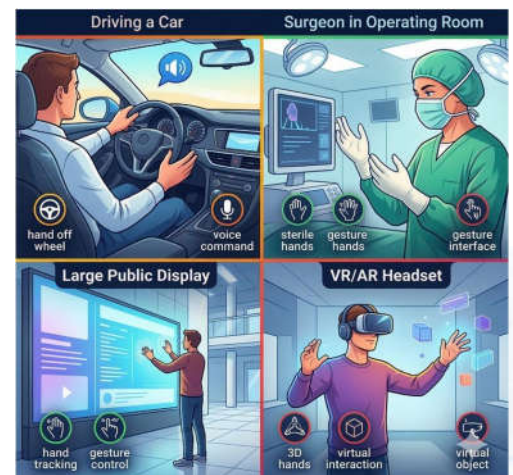 Driving a Car
Surgeon in Operating Room
hand off
wheel
voice
command
sterile
hands
gesture
hands
gesture
interface
Large Public Display
VR/AR Headset
hand
tracking
gesture
control
3D
hands
virtual
interaction
virtual
object